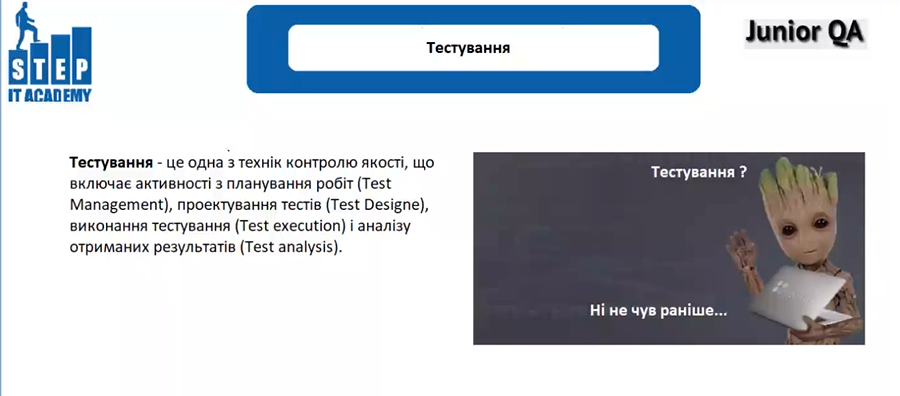 STEP
IT ACADEMY
Тестування
Junior QA
Тестування - це одна з технік контролю якості, що
включає активності з планування робіт (Test
Management), проектування тестів (Test Designe),
виконання тестування (Test execution) і аналізу
отриманих результатів (Test analysis).
Тестування ?
Ні не чув раніше...